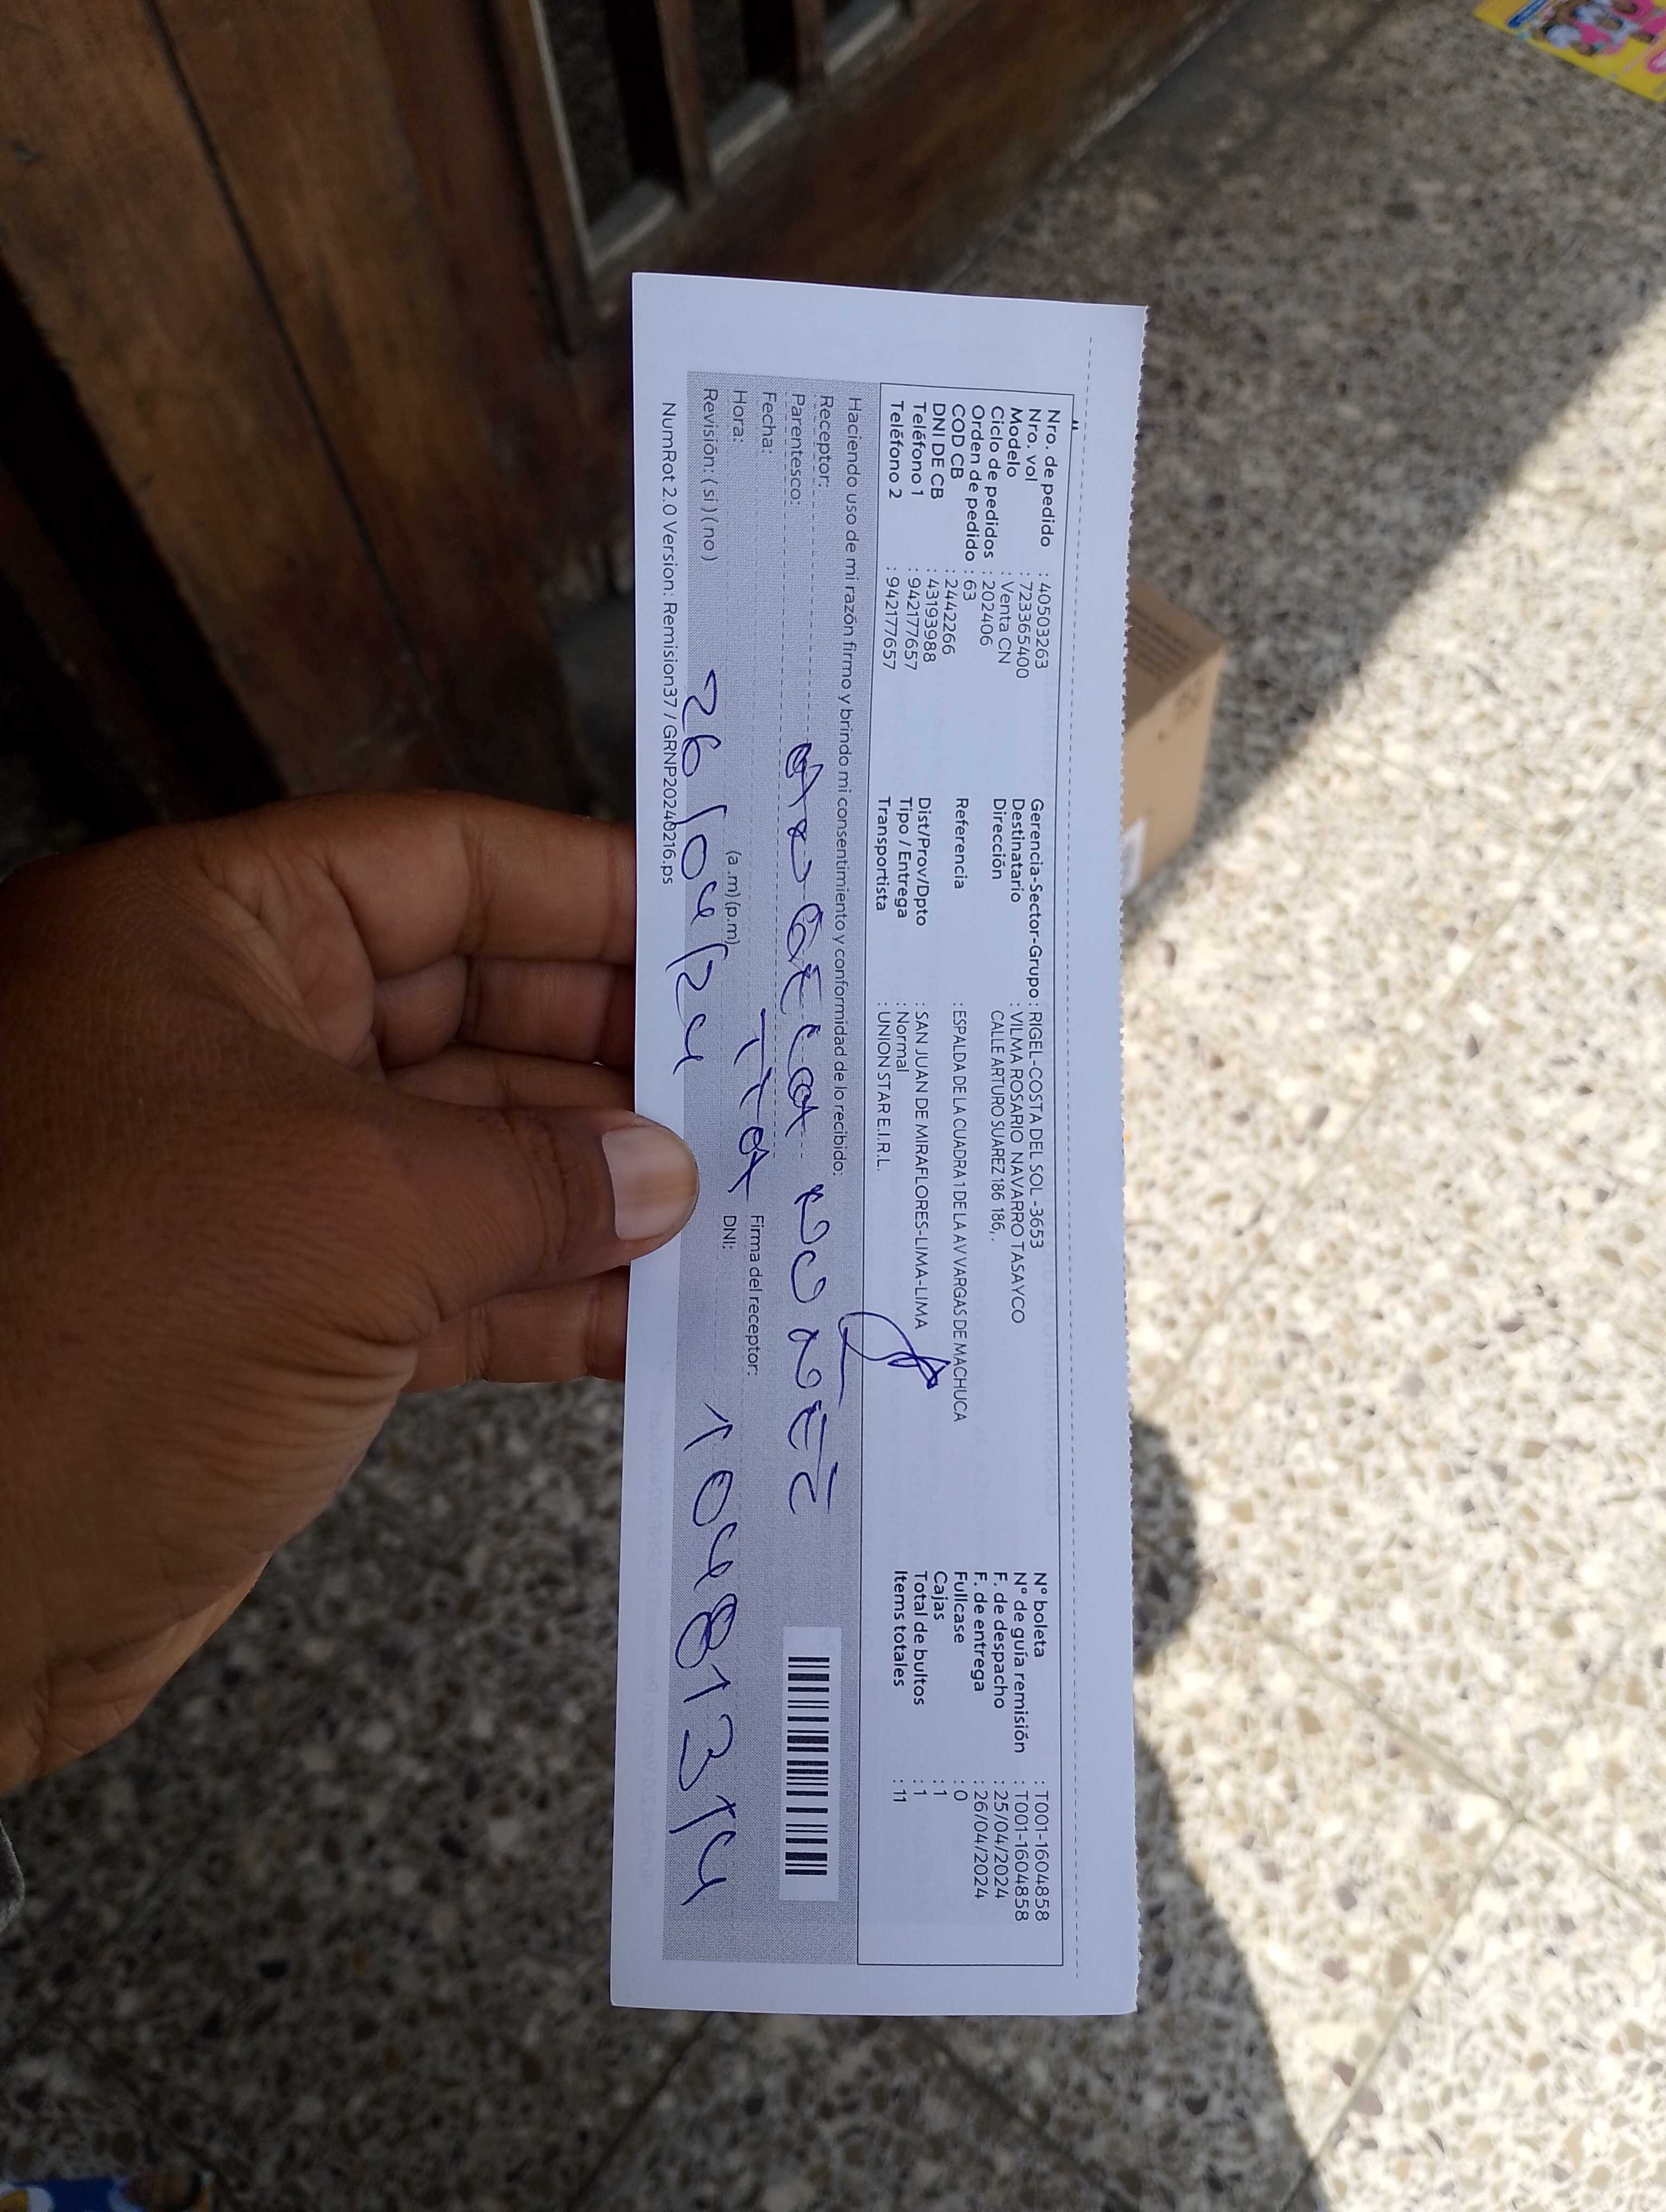 Nro. de pedido : 40503263
Nro. vol : 723365400
Modelo : Venta CN
Ciclo de pedidos : 202406
Orden de pedido : 63
COD CB : 2442266
DNI DE CB : 43193988
Teléfono 1 : 942177657
Teléfono 2 : 942177657
Gerencia-Sector-Grupo : RIGEL-COSTA DEL SOL -3653
Destinatario : VILMA ROSARIO NAVARRO TASAYCO
Dirección CALLE ARTURO SUAREZ 186 186, .
Referencia : ESPALDA DE LA CUADRA 1 DE LA AV VARGAS DE MACHUCA
Dist/Prov/Dpto : SAN JUAN DE MIRAFLORES-LIMA-LIMA
Tipo / Entrega : Normal
Transportista : UNION STAR E.I.R.L.
N° boleta : T001-1604858
N° de guía remisión : T001-1604858
F. de despacho : 25/04/2024
F. de entrega : 26/04/2024
Fullcase : 0
Cajas : 1
Total de bultos : 1
Items totales : 11
Haciendo uso de mi razón firmo y brindo mi consentimiento y conformidad de lo recibido:
Receptor:
Parentesco: Tia
Fecha: 26/04/24
Hora: (a .m) (p.m)
Revisión: ( si ) ( no )
Firma del receptor:
DNI: 10481314
NumRot 2.0 Version: Remision37 / GRNP20240216.ps